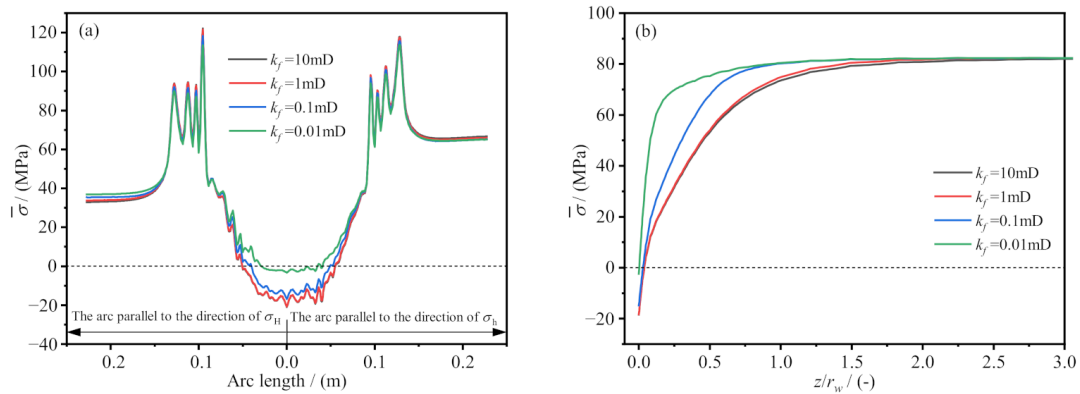 (a)
120
100
80
60
40
20
0
−20
−40
σ̅ / (MPa)
k_f =10mD
k_f =1mD
k_f =0.1mD
k_f =0.01mD
The arc parallel to the direction of σ_H
The arc parallel to the direction of σ_h
0.2 0.1 0.0 0.1 0.2
Arc length / (m)
(b)
100
80
60
40
20
0
−20
σ̅ / (MPa)
k_f =10mD
k_f =1mD
k_f =0.1mD
k_f =0.01mD
0.0 0.5 1.0 1.5 2.0 2.5 3.0
z/r_w / (-)